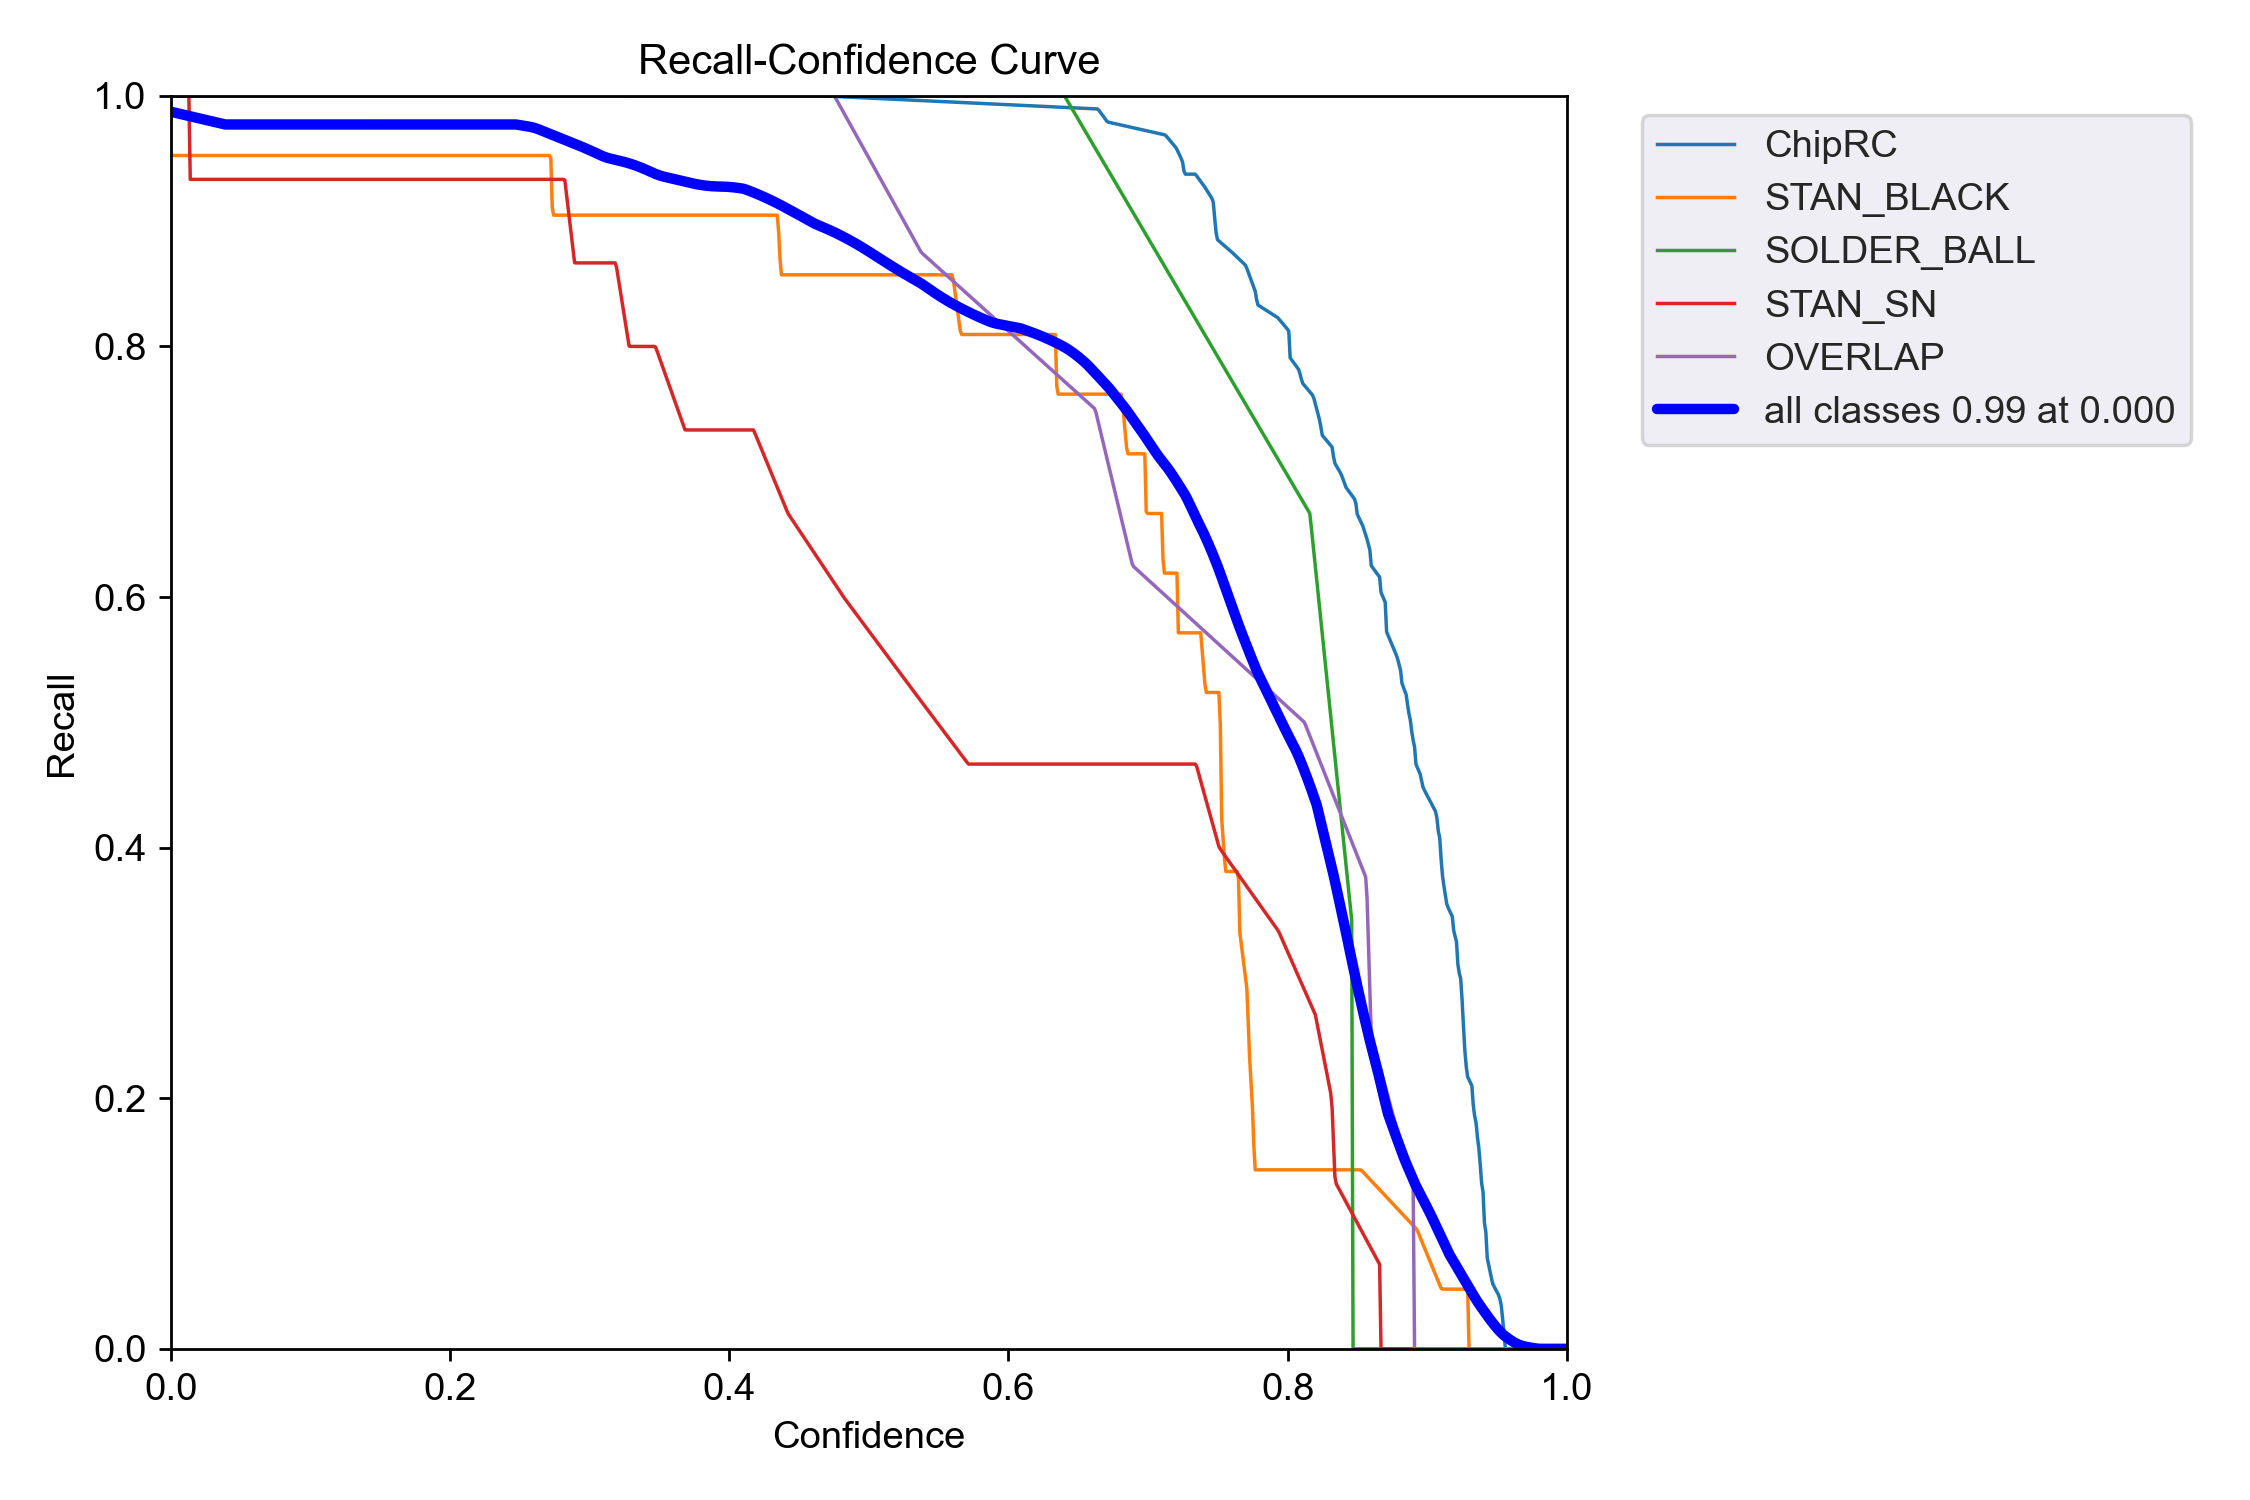 Recall-Confidence Curve
1.0
0.8
0.6
0.4
0.2
0.0
Recall
0.0 0.2 0.4 0.6 0.8 1.0
Confidence
ChipRC
STAN_BLACK
SOLDER_BALL
STAN_SN
OVERLAP
all classes 0.99 at 0.000